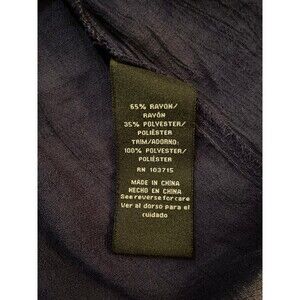 65% RAYON/
RAYÓN
35% POLYESTER/
POLIÉSTER
TRIM/ADORNO:
100% POLYESTER/
POLIÉSTER
RN 103715
MADE IN CHINA
HECHO EN CHINA
See reverse for care
Ver al dorso para el
cuidado